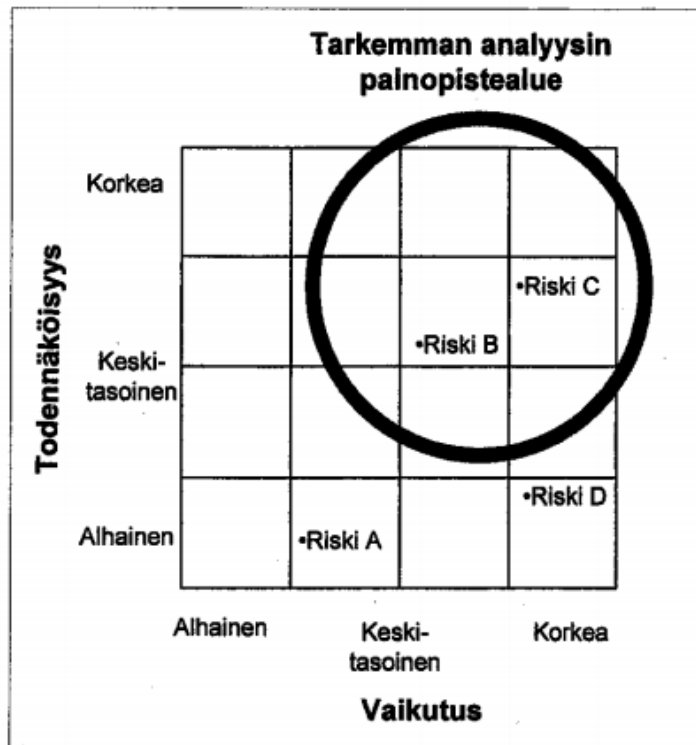 Tarkemman analyysin
painopistealue
Korkea
•Riski C
•Riski B
Keski-
tasoinen
Todennäköisyys
•Riski D
•Riski A
Alhainen
Alhainen
Keski-
tasoinen
Korkea
Vaikutus